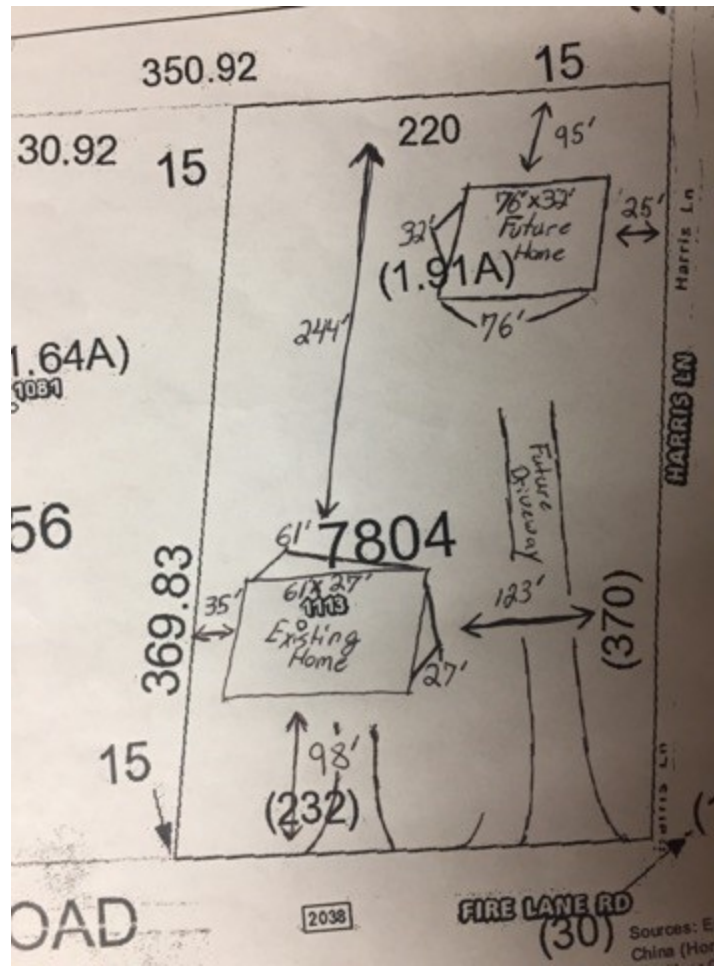 350.92
15
30.92
15
220
95'
76'x32'
Future
Home
25'
32'
(1.91A)
76'
Harris Ln
244'
1.64A)
1081
HARRIS LN
Future
Driveway
56
61'
7804
369.83
35'
61'x27'
1113
Existing
Home
27'
123'
(370)
15
98'
(232)
OAD
2038
FIRE LANE RD
(30)
Sources: E
China (Hon